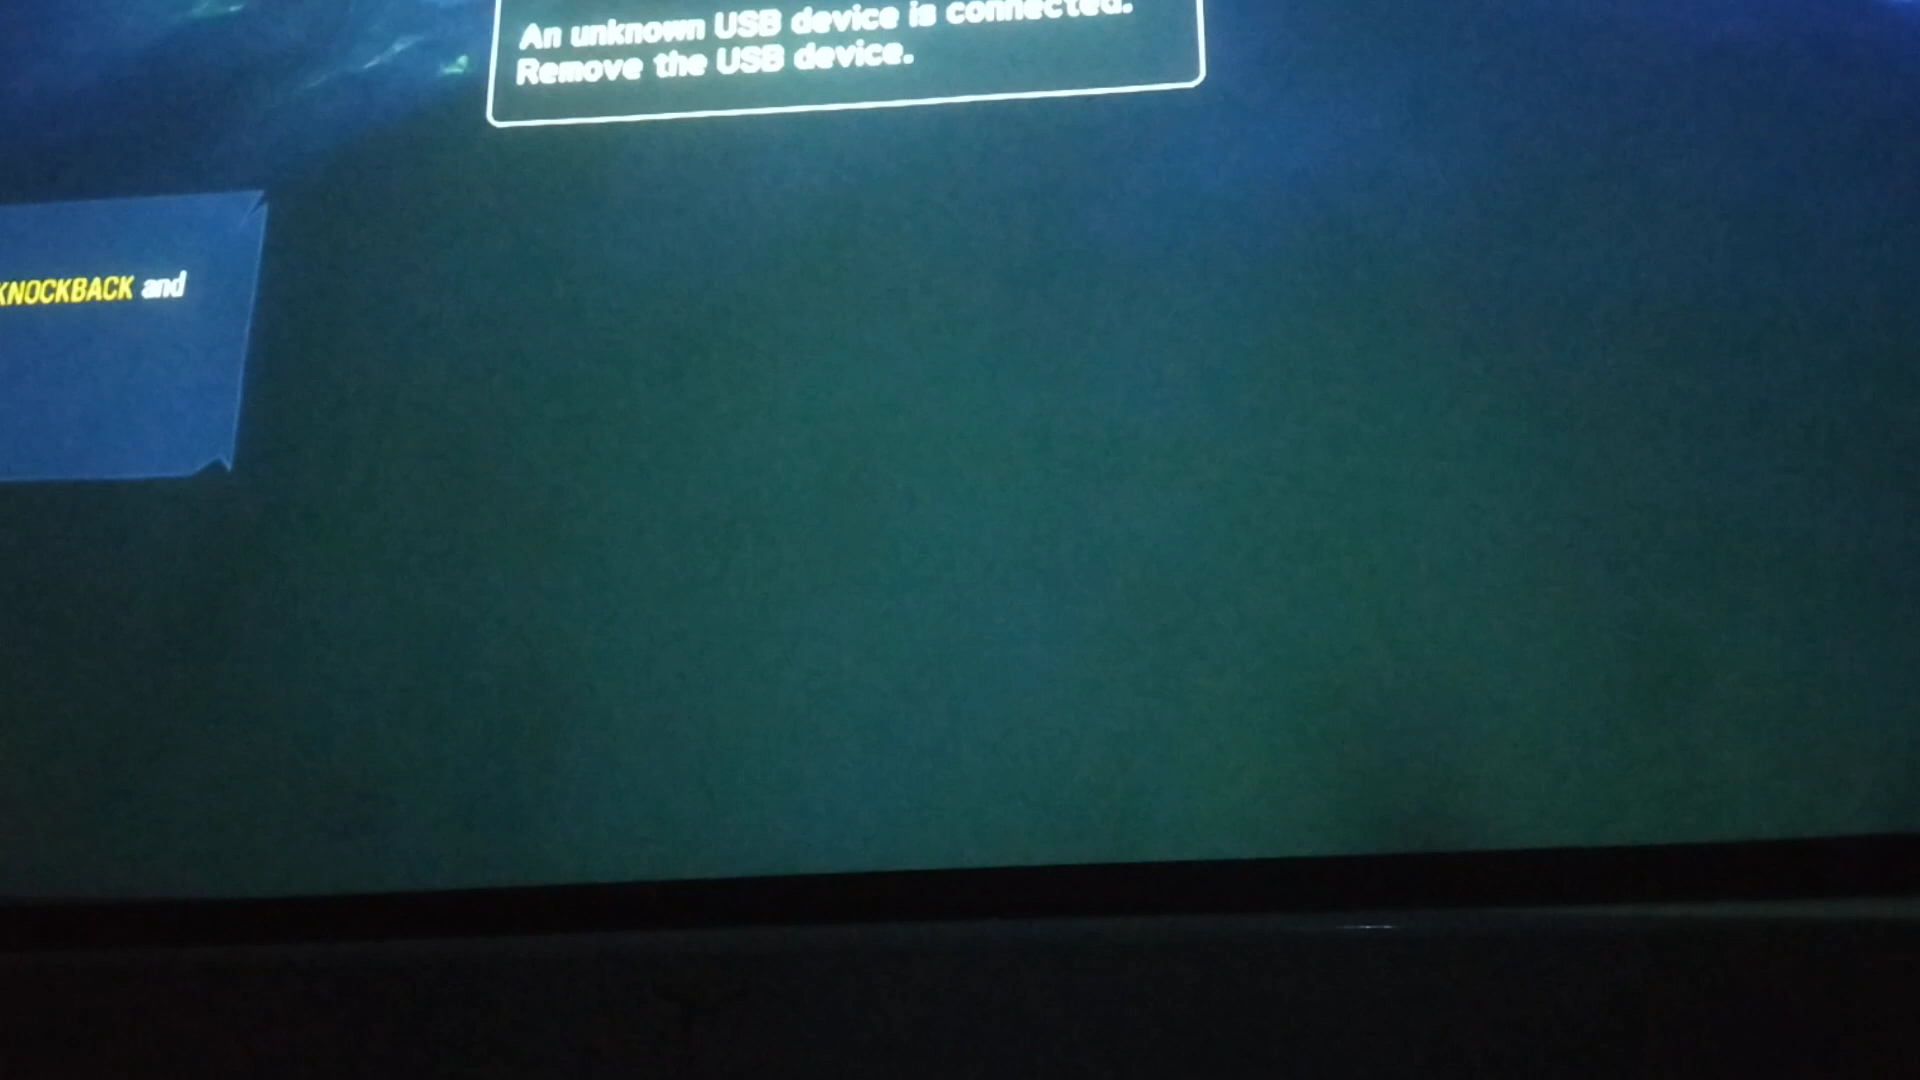 An unknown USB device is connected.
Remove the USB device.
KNOCKBACK and